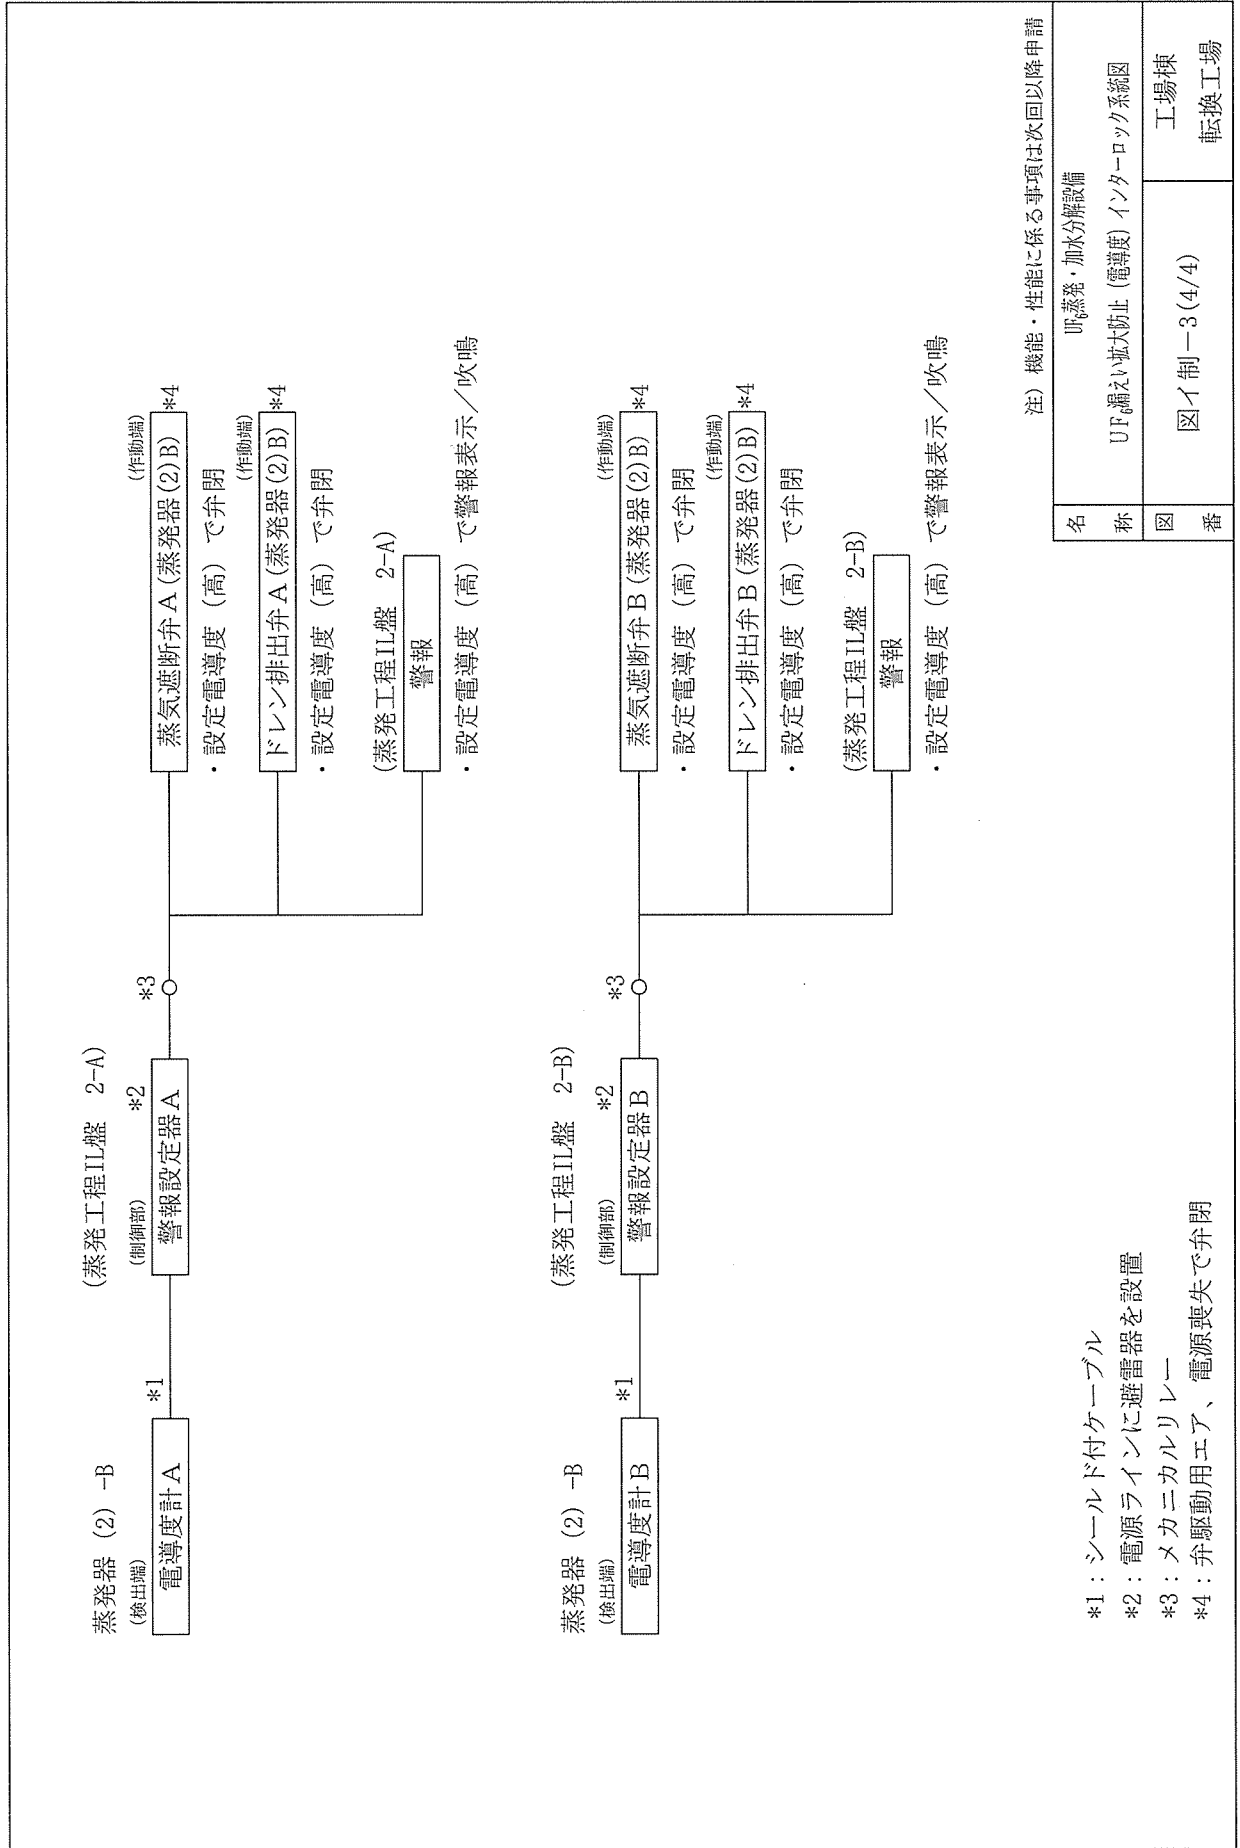 蒸発器 (2) -B
(検出端)
電導度計A
*1
(蒸発工程IL盤 2-A)
(制御部)
*2
警報設定器A
*3
(作動端)
蒸気遮断弁A(蒸発器(2)B)
*4
・設定電導度(高)で弁閉
(作動端)
ドレン排出弁A(蒸発器(2)B)
*4
・設定電導度(高)で弁閉
(蒸発工程IL盤 2-A)
警報
・設定電導度(高)で警報表示/吹鳴
蒸発器 (2) -B
(検出端)
電導度計B
*1
(蒸発工程IL盤 2-B)
(制御部)
*2
警報設定器B
*3
(作動端)
蒸気遮断弁B(蒸発器(2)B)
*4
・設定電導度(高)で弁閉
(作動端)
ドレン排出弁B(蒸発器(2)B)
*4
・設定電導度(高)で弁閉
(蒸発工程IL盤 2-B)
警報
・設定電導度(高)で警報表示/吹鳴
*1:シールド付ケーブル
*2:電源ラインに避雷器を設置
*3:メカニカルリレー
*4:弁駆動用エア、電源喪失で弁閉
注)機能・性能に係る事項は次回以降申請
名称
UF₆蒸発・加水分解設備
UF₆漏えい拡大防止(電導度)インターロック系統図
図番
図イ制-3(4/4)
工場棟
転換工場